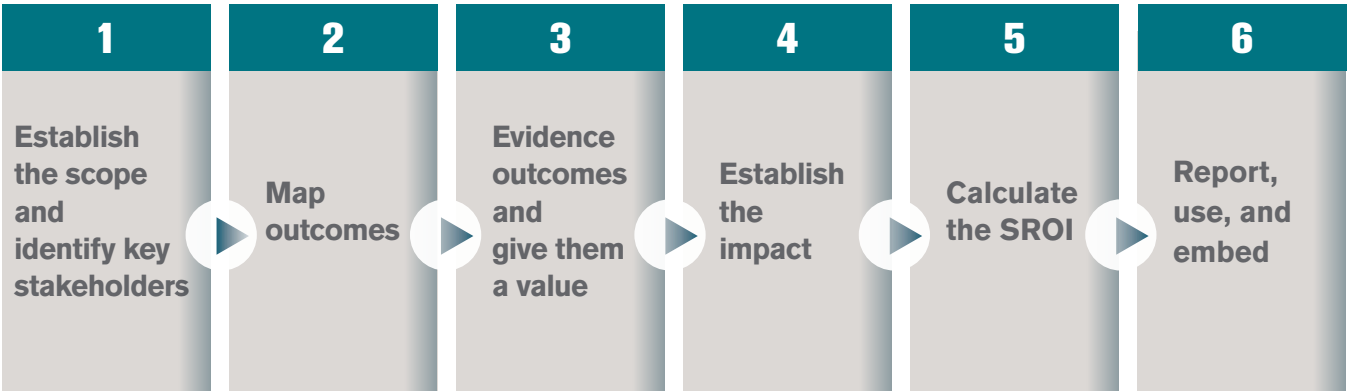 1
Establish
the scope
and
identify key
stakeholders
2
Map
outcomes
3
Evidence
outcomes
and
give them
a value
4
Establish
the
impact
5
Calculate
the SROI
6
Report,
use, and
embed